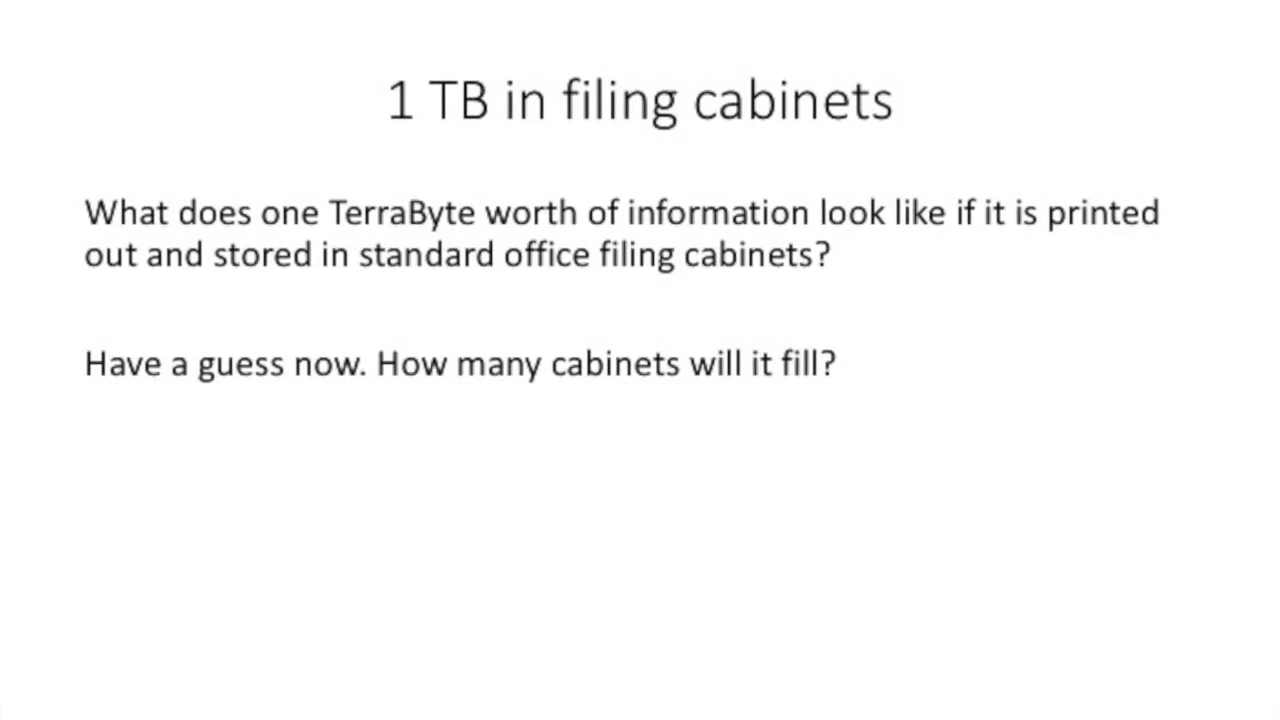 1 TB in filing cabinets
What does one TerraByte worth of information look like if it is printed
out and stored in standard office filing cabinets?
Have a guess now. How many cabinets will it fill?